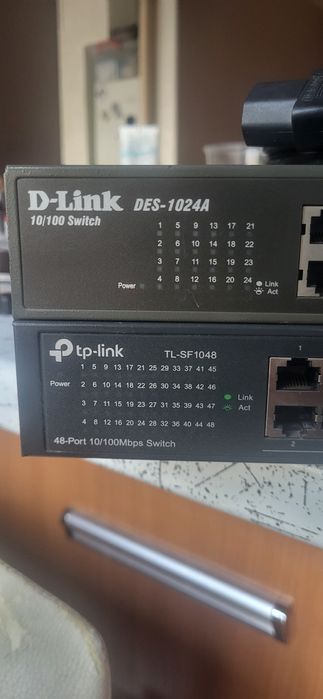 D-Link DES-1024A
10/100 Switch
1 5 9 13 17 21
2 6 10 14 18 22
3 7 11 15 19 23
Power 4 8 12 16 20 24 Link
Act
tp-link TL-SF1048
1 5 9 13 17 21 25 29 33 37 41 45
Power 2 6 10 14 18 22 26 30 34 38 42 46
3 7 11 15 19 23 27 31 35 39 43 47 Link
Act
4 8 12 16 20 24 28 32 36 40 44 48
48-Port 10/100Mbps Switch
1
2